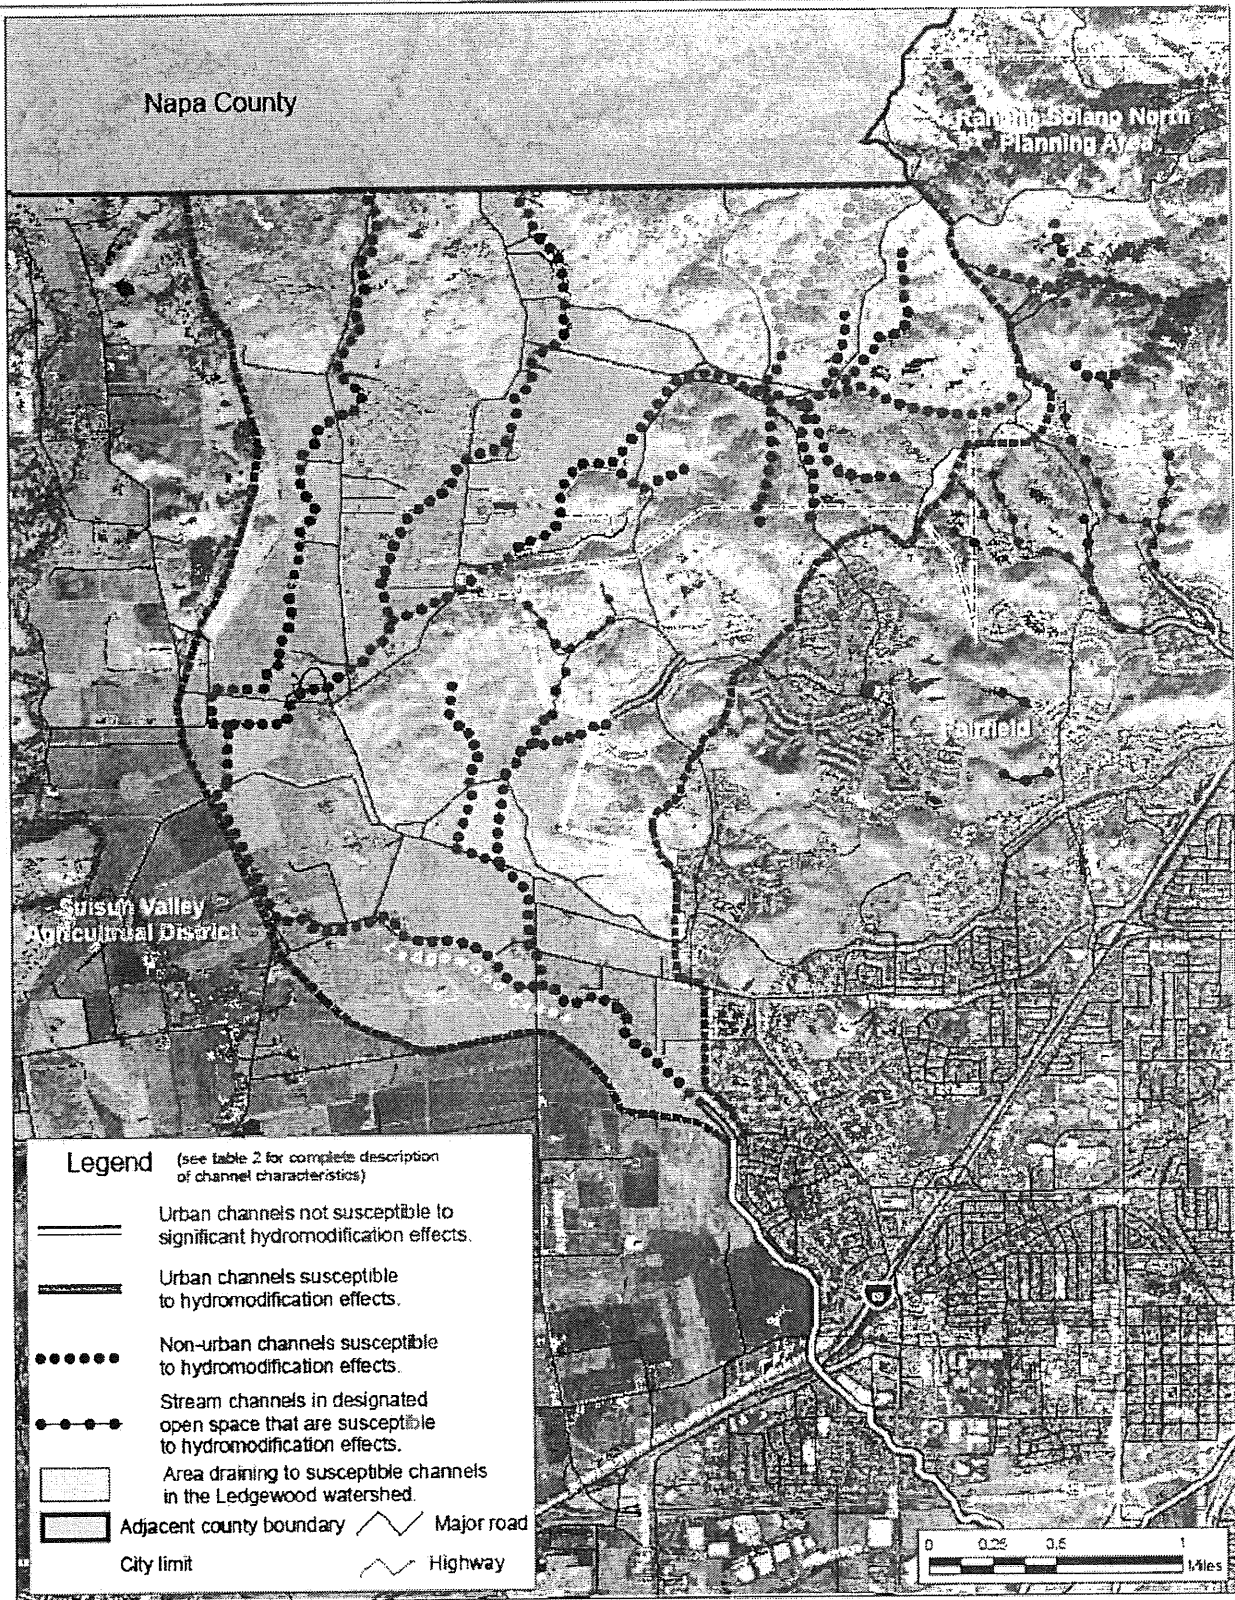 Napa County
Rancho Solano North
Planning Area
Fairfield
Suisun Valley
Agricultrual District
Legend (see table 2 for complete description
of channel characteristics)
Urban channels not susceptible to
significant hydromodification effects.
Urban channels susceptible
to hydromodification effects.
Non-urban channels susceptible
to hydromodification effects.
Stream channels in designated
open space that are susceptible
to hydromodification effects.
Area draining to susceptible channels
in the Ledgewood watershed.
Adjacent county boundary
Major road
City limit
Highway
0 0.25 0.5 1
Miles